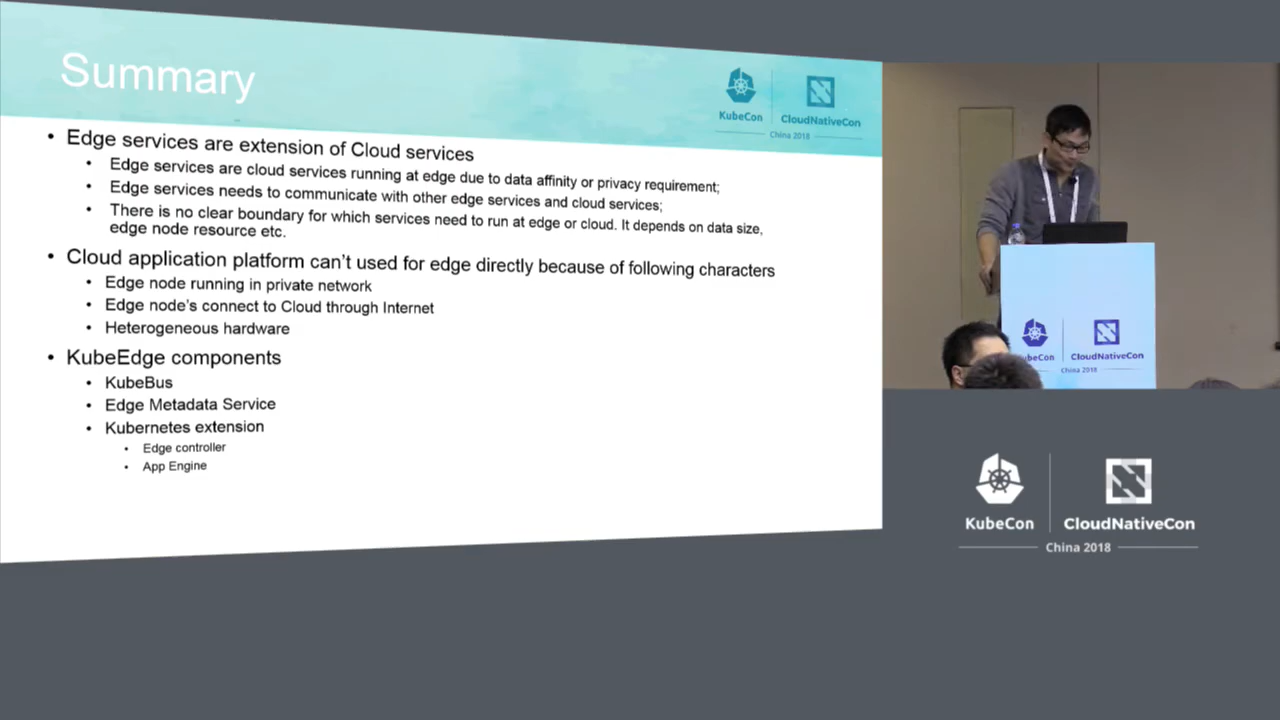 Summary
KubeCon
CloudNativeCon
China 2018
Edge services are extension of Cloud services
Edge services are cloud services running at edge due to data affinity or privacy requirement;
Edge services needs to communicate with other edge services and cloud services;
There is no clear boundary for which services need to run at edge or cloud. It depends on data size,
edge node resource etc.
Cloud application platform can't used for edge directly because of following characters
Edge node running in private network
Edge node's connect to Cloud through Internet
Heterogeneous hardware
KubeEdge components
KubeBus
Edge Metadata Service
Kubernetes extension
Edge controller
App Engine
CloudNativeCon
China 2018
KubeCon
CloudNativeCon
China 2018